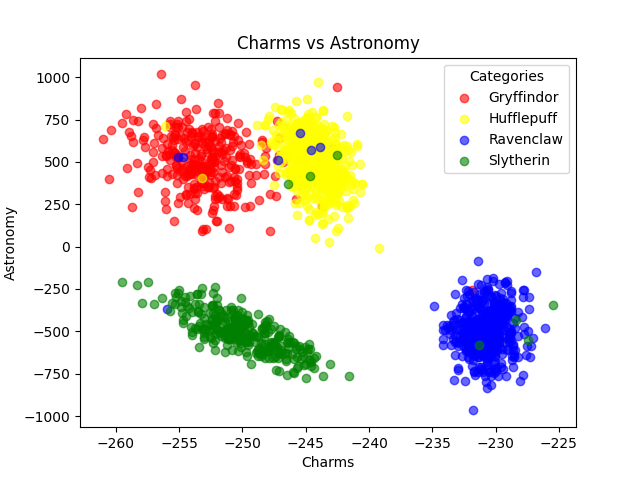 Charms vs Astronomy
Categories
Gryffindor
Hufflepuff
Ravenclaw
Slytherin
Astronomy
1000
750
500
250
0
−250
−500
−750
−1000
−260
−255
−250
−245
−240
−235
−230
−225
Charms